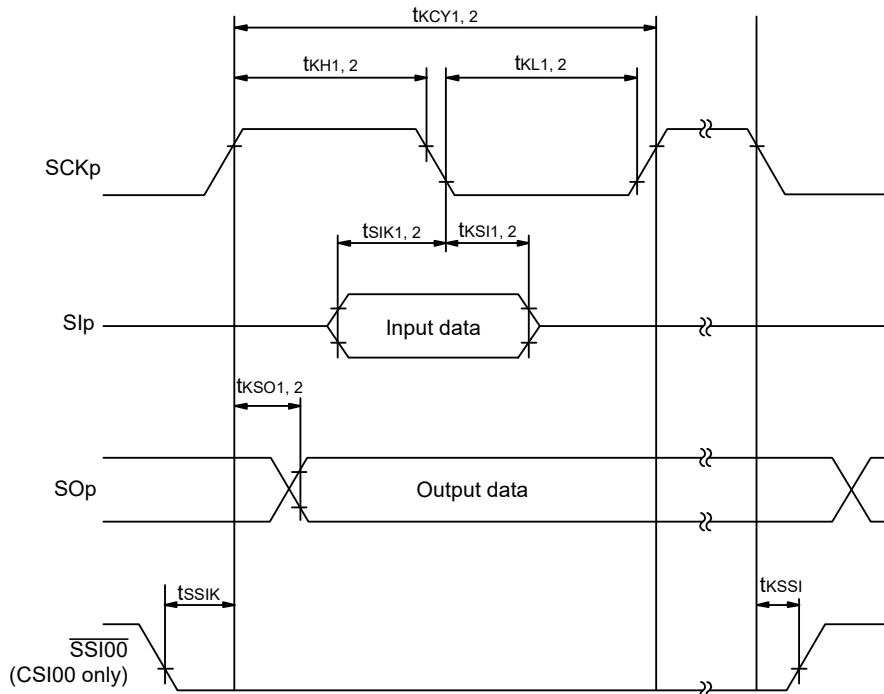 tKCY1, 2
tKH1, 2
tKL1, 2
SCKp
tSIK1, 2
tKSI1, 2
SIp
Input data
tKSO1, 2
SOp
Output data
tSSIK
tKSSI
SSI00
(CSI00 only)